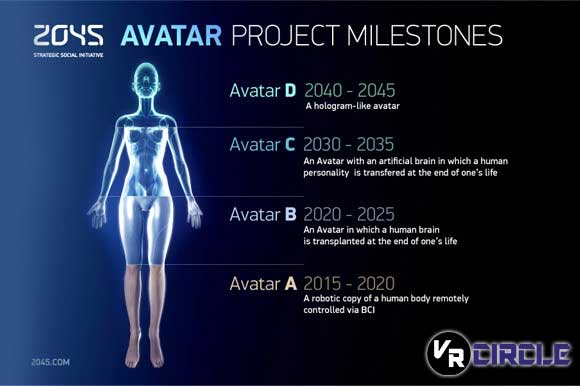 2045
STRATEGIC SOCIAL INITIATIVE
AVATAR PROJECT MILESTONES
Avatar D 2040 - 2045
A hologram-like avatar
Avatar C 2030 - 2035
An Avatar with an artificial brain in which a human
personality is transfered at the end of one's life
Avatar B 2020 - 2025
An Avatar in which a human brain
is transplanted at the end of one's life
Avatar A 2015 - 2020
A robotic copy of a human body remotely
controlled via BCI
2045.COM
VR CIRCLE